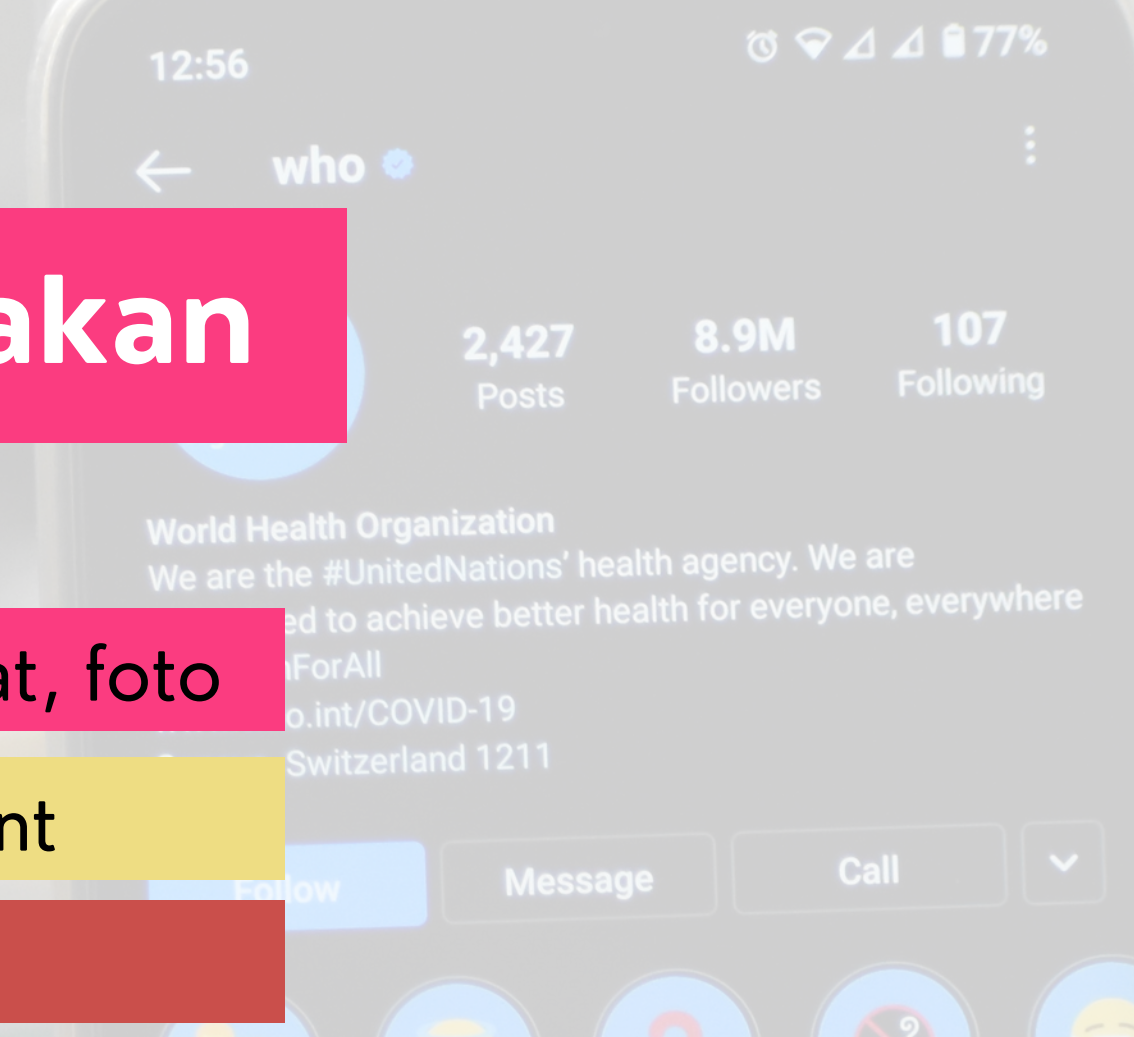 12:56
77%
who
akan
2,427
8.9M
107
Posts
Followers
Following
World Health Organization
We are the #UnitedNations' health agency. We are
ed to achieve better health for everyone, everywhere
at, foto
ForAll
o.int/COVID-19
Switzerland 1211
nt
Follow
Message
Call